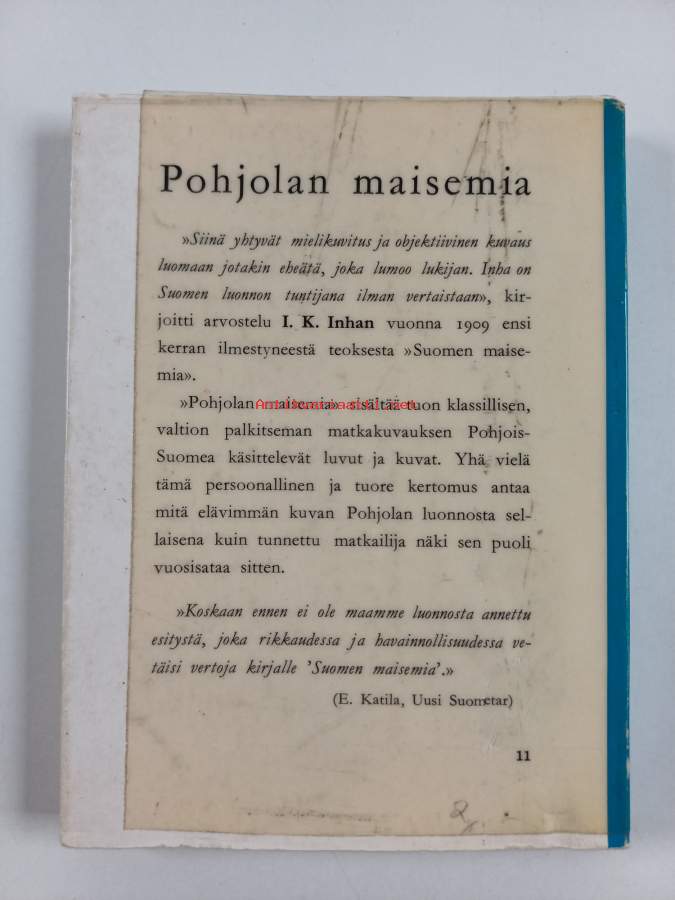 Pohjolan maisemia
»Siinä yhtyvät mielikuvitus ja objektiivinen kuvaus
luomaan jotakin eheätä, joka lumoo lukijan. Inha on
Suomen luonnon tuntijana ilman vertaistaan», kir-
joitti arvostelu I. K. Inhan vuonna 1909 ensi
kerran ilmestyneestä teoksesta »Suomen maise-
mia».
»Pohjolan maisemia» sisältää tuon klassillisen,
valtion palkitseman matkakuvauksen Pohjois-
Suomea käsittelevät luvut ja kuvat. Yhä vielä
tämä persoonallinen ja tuore kertomus antaa
mitä elävimmän kuvan Pohjolan luonnosta sel-
laisena kuin tunnettu matkailija näki sen puoli
vuosisataa sitten.
»Koskaan ennen ei ole maamme luonnosta annettu
esitystä, joka rikkaudessa ja havainnollisuudessa ve-
täisi vertoja kirjalle ’Suomen maisemia’.»
(E. Katila, Uusi Suometar)
11